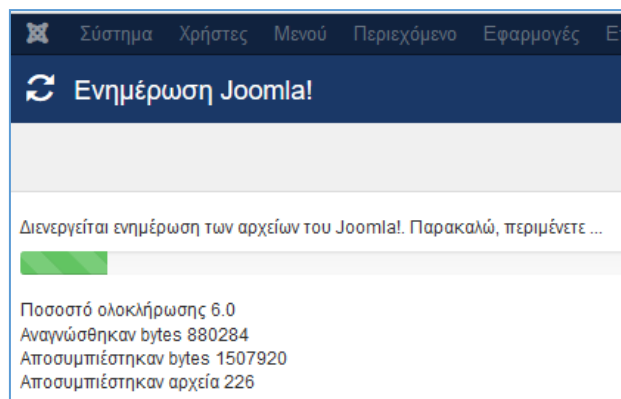 Σύστημα Χρήστες Μενού Περιεχόμενο Εφαρμογές
Ενημέρωση Joomla!
Διενεργείται ενημέρωση των αρχείων του Joomla!. Παρακαλώ, περιμένετε ...
Ποσοστό ολοκλήρωσης 6.0
Αναγνώσθηκαν bytes 880284
Αποσυμπιέστηκαν bytes 1507920
Αποσυμπιέστηκαν αρχεία 226